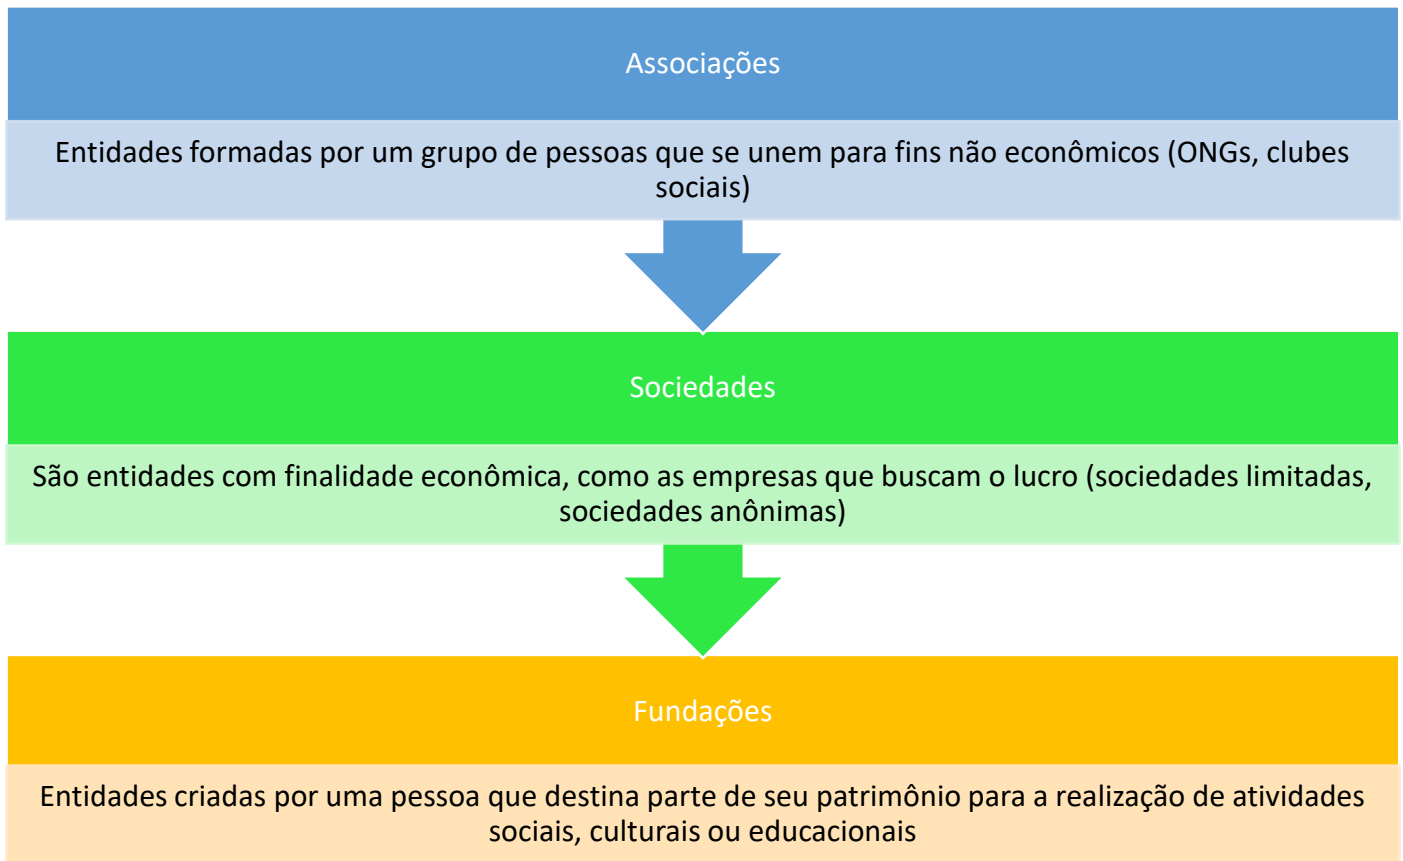 Associações
Entidades formadas por um grupo de pessoas que se unem para fins não econômicos (ONGs, clubes
sociais)
Sociedades
São entidades com finalidade econômica, como as empresas que buscam o lucro (sociedades limitadas,
sociedades anônimas)
Fundações
Entidades criadas por uma pessoa que destina parte de seu patrimônio para a realização de atividades
sociais, culturais ou educacionais